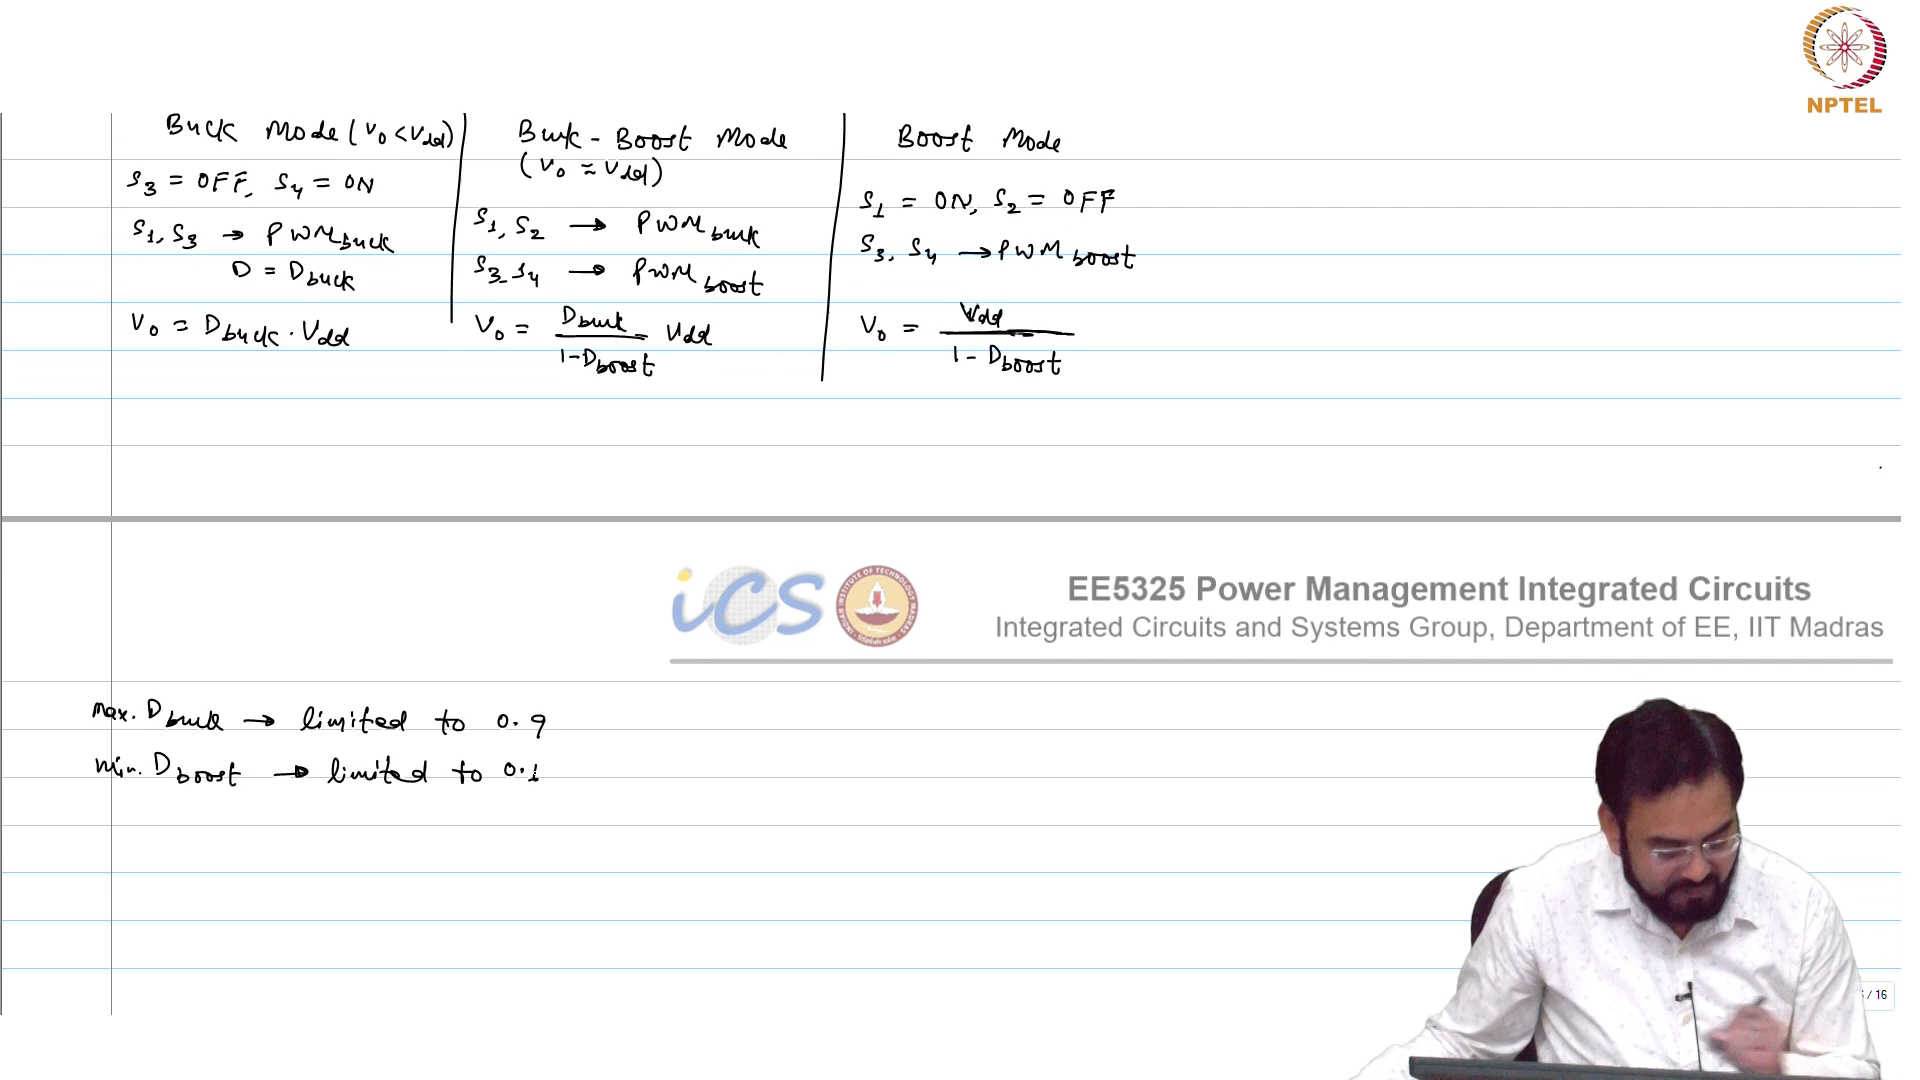 NPTEL
Buck Mode (V0 < Vdd)
S3 = OFF, S4 = ON
S1, S3 → PWMbuck
D = Dbuck
V0 = Dbuck . Vdd
Buck - Boost Mode
(V0 ≈ Vdd)
S1, S2 → PWMbuck
S3, S4 → PWMboost
V0 = Dbuck / 1-Dboost Vdd
Boost Mode
S1 = ON, S2 = OFF
S3, S4 → PWMboost
V0 = Vdd / 1 - Dboost
ics
EE5325 Power Management Integrated Circuits
Integrated Circuits and Systems Group, Department of EE, IIT Madras
max. Dbuck → limited to 0.9
min. Dboost → limited to 0.1
/ 16